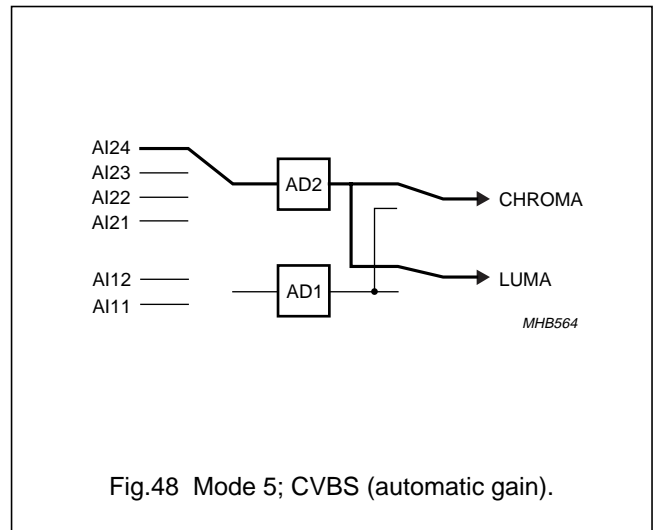 AI24
AI23
AI22
AI21
AI12
AI11
AD2
AD1
CHROMA
LUMA
MHB564
Fig.48 Mode 5; CVBS (automatic gain).